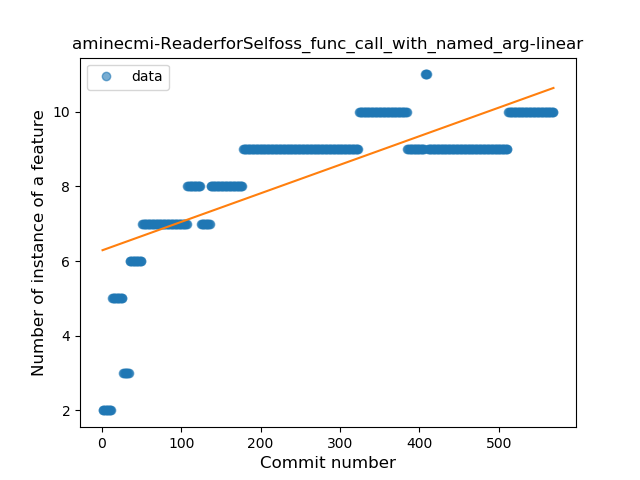 aminecmi-ReaderforSelfoss_func_call_with_named_arg-linear
data
Number of instance of a feature
10
8
6
4
2
0 100 200 300 400 500
Commit number